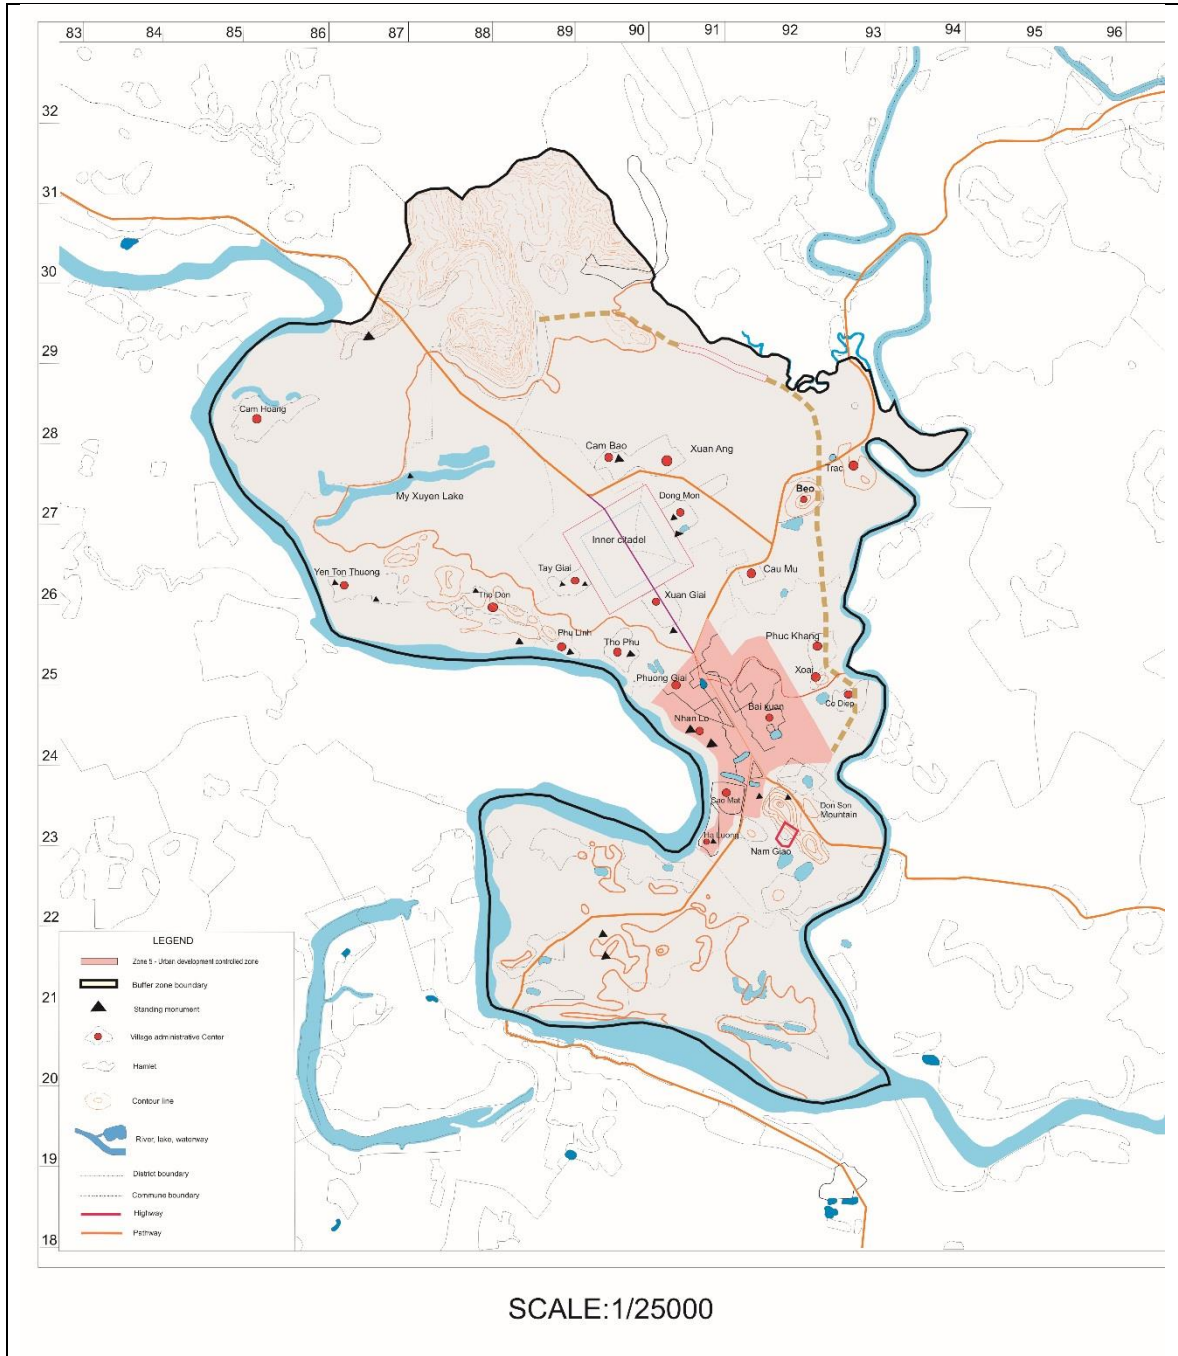 83 84 85 86 87 88 89 90 91 92 93 94 95 96
32
31
30
29
28
27
26
25
24
23
22
21
20
19
18
Cam Hoang
Cam Bao
Xuan Ang
Trac
Beo
My Xuyen Lake
Dong Mon
Inner citadel
Yen Ton Thuong
Tay Giai
Cau Mu
Tho Don
Xuan Giai
Phu Linh
Tho Phu
Phuc Khang
Phuong Giai
Xoai
Co Diep
Nhan Lo
Bai xuan
Sao Mat
Don Son
Mountain
Ha Luong
Nam Giao
LEGEND
Zone 5 - Urban development controlled zone
Buffer zone boundary
Standing monument
Village administrative Center
Hamlet
Contour line
River, lake, waterway
District boundary
Commune boundary
Highway
Pathway
SCALE:1/25000